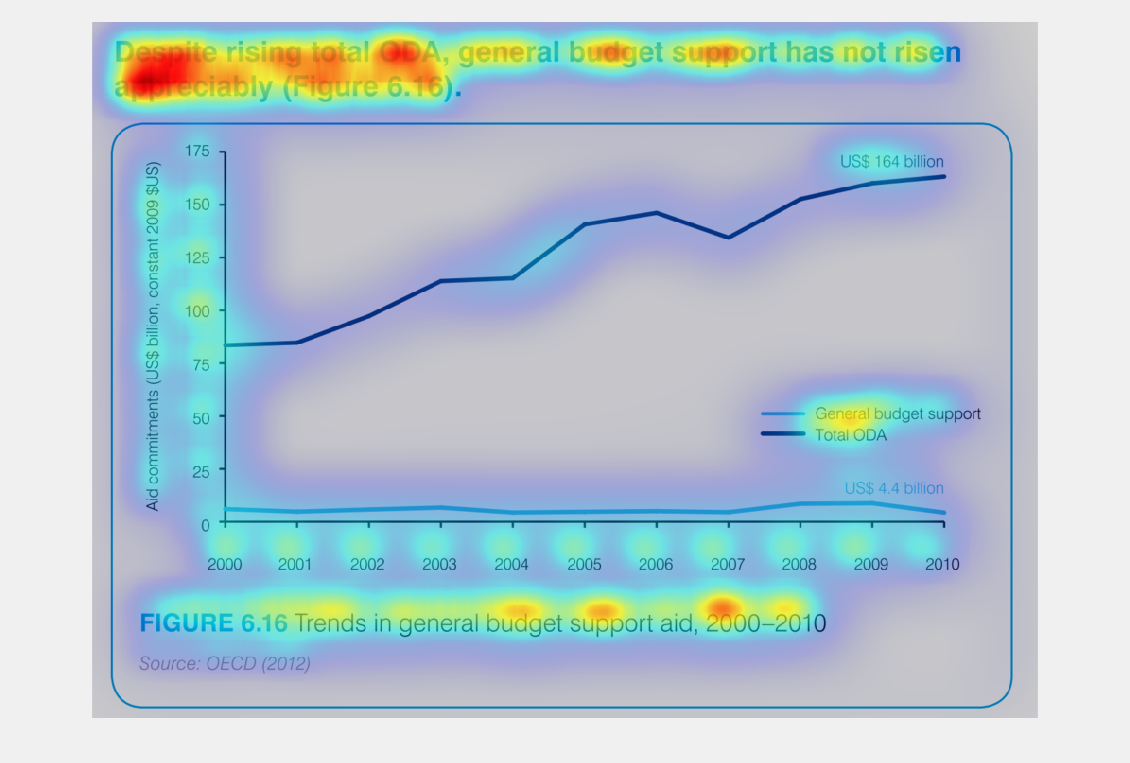 Despite rising total ODA, general budget support has not risen
appreciably (Figure 6.16).
Aid commitments (US$ billion, constant 2009 $US)
175
150
125
100
75
50
25
0
US$ 164 billion
General budget support
Total ODA
US$ 4.4 billion
2000 2001 2002 2003 2004 2005 2006 2007 2008 2009 2010
FIGURE 6.16 Trends in general budget support aid, 2000–2010
Source: OECD (2012)